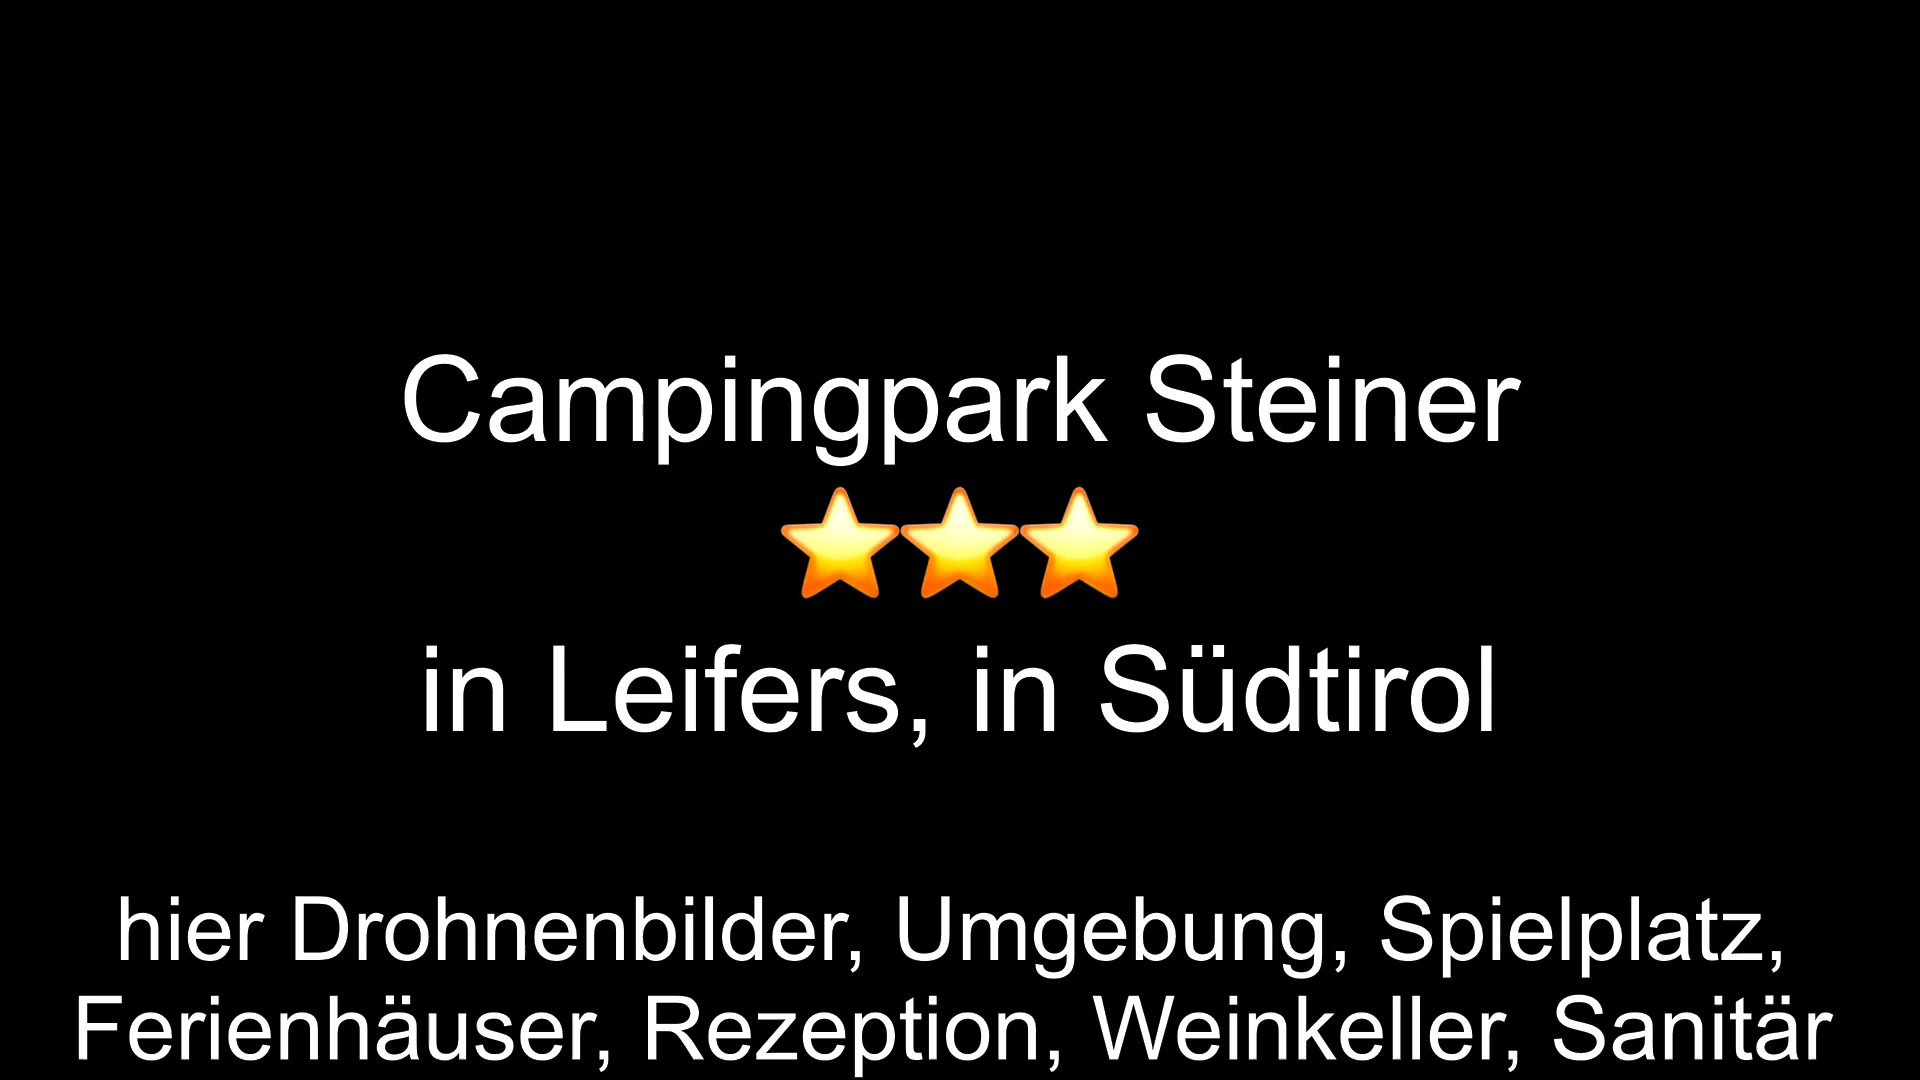 Campingpark Steiner
⭐⭐⭐
in Leifers, in Südtirol
hier Drohnenbilder, Umgebung, Spielplatz,
Ferienhäuser, Rezeption, Weinkeller, Sanitär